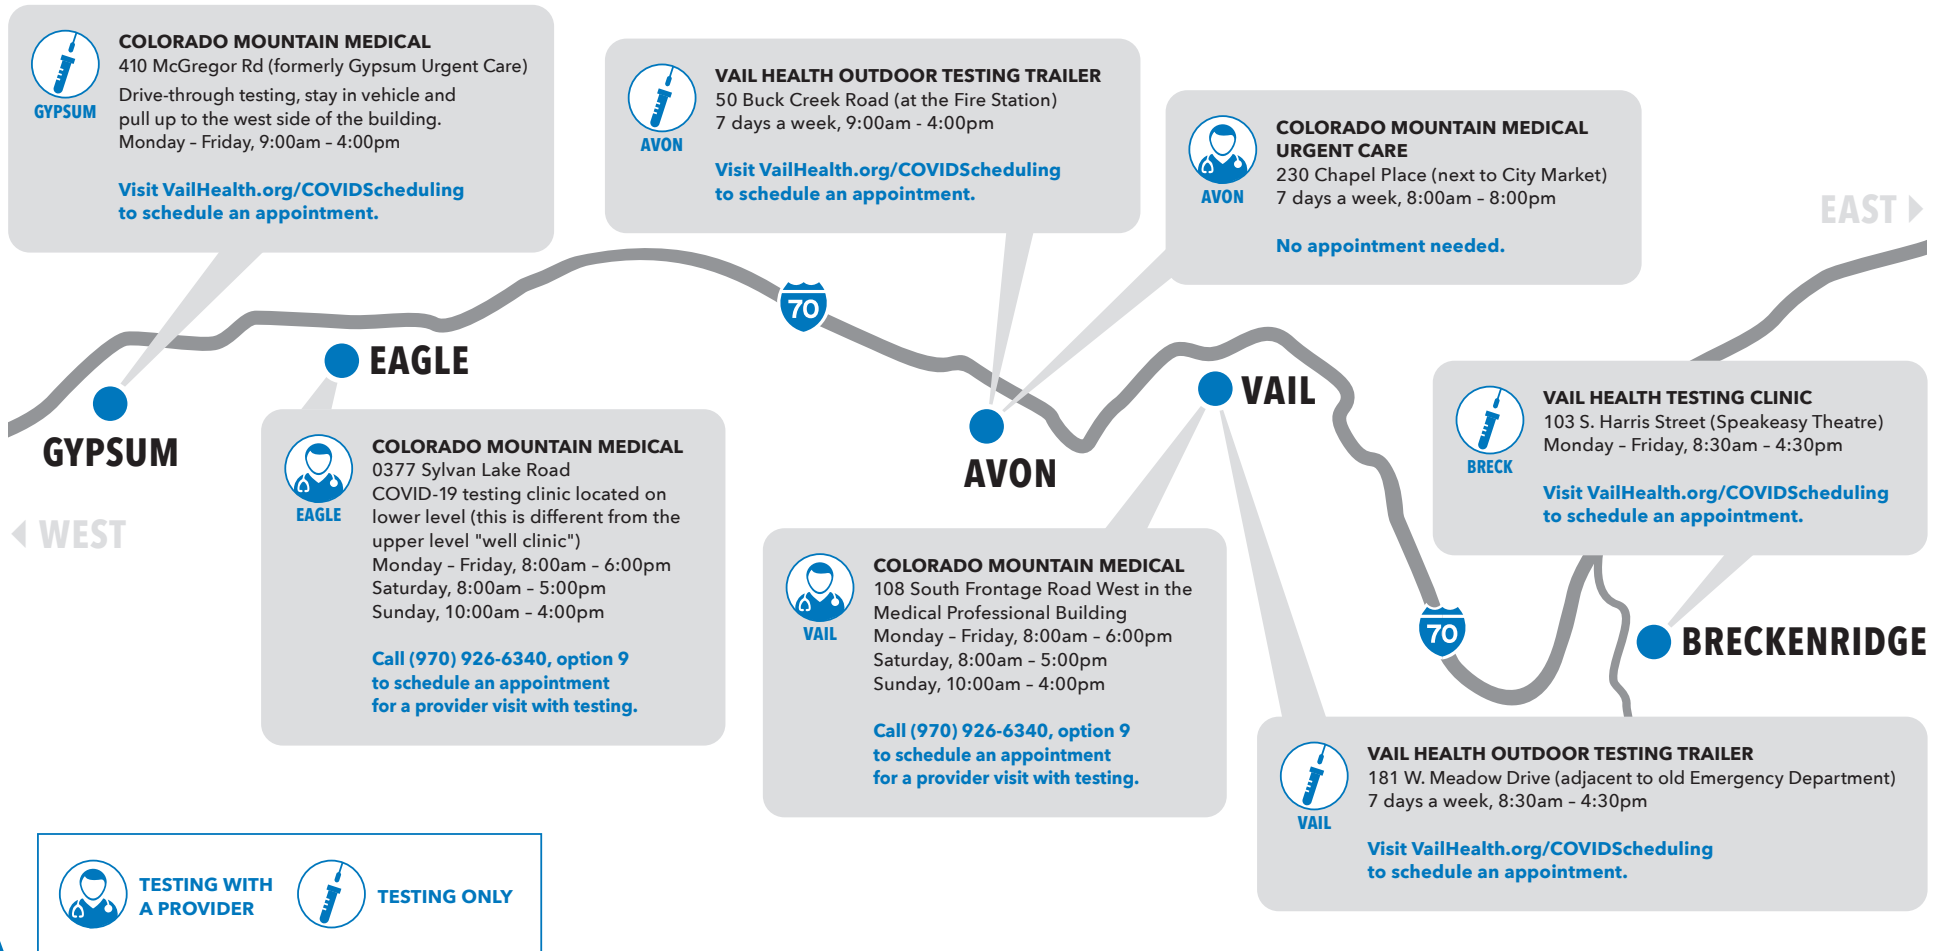 COLORADO MOUNTAIN MEDICAL
410 McGregor Rd (formerly Gypsum Urgent Care)
Drive-through testing, stay in vehicle and
pull up to the west side of the building.
Monday – Friday, 9:00am – 4:00pm
Visit VailHealth.org/COVIDScheduling
to schedule an appointment.
GYPSUM
VAIL HEALTH OUTDOOR TESTING TRAILER
50 Buck Creek Road (at the Fire Station)
7 days a week, 9:00am - 4:00pm
Visit VailHealth.org/COVIDScheduling
to schedule an appointment.
AVON
COLORADO MOUNTAIN MEDICAL
URGENT CARE
230 Chapel Place (next to City Market)
7 days a week, 8:00am – 8:00pm
No appointment needed.
AVON
EAST
70
EAGLE
GYPSUM
WEST
AVON
VAIL
COLORADO MOUNTAIN MEDICAL
0377 Sylvan Lake Road
COVID-19 testing clinic located on
lower level (this is different from the
upper level "well clinic")
Monday – Friday, 8:00am – 6:00pm
Saturday, 8:00am – 5:00pm
Sunday, 10:00am – 4:00pm
Call (970) 926-6340, option 9
to schedule an appointment
for a provider visit with testing.
EAGLE
COLORADO MOUNTAIN MEDICAL
108 South Frontage Road West in the
Medical Professional Building
Monday – Friday, 8:00am – 6:00pm
Saturday, 8:00am – 5:00pm
Sunday, 10:00am – 4:00pm
Call (970) 926-6340, option 9
to schedule an appointment
for a provider visit with testing.
VAIL
VAIL HEALTH TESTING CLINIC
103 S. Harris Street (Speakeasy Theatre)
Monday – Friday, 8:30am – 4:30pm
Visit VailHealth.org/COVIDScheduling
to schedule an appointment.
BRECK
70
BRECKENRIDGE
VAIL HEALTH OUTDOOR TESTING TRAILER
181 W. Meadow Drive (adjacent to old Emergency Department)
7 days a week, 8:30am – 4:30pm
Visit VailHealth.org/COVIDScheduling
to schedule an appointment.
VAIL
TESTING WITH
A PROVIDER
TESTING ONLY